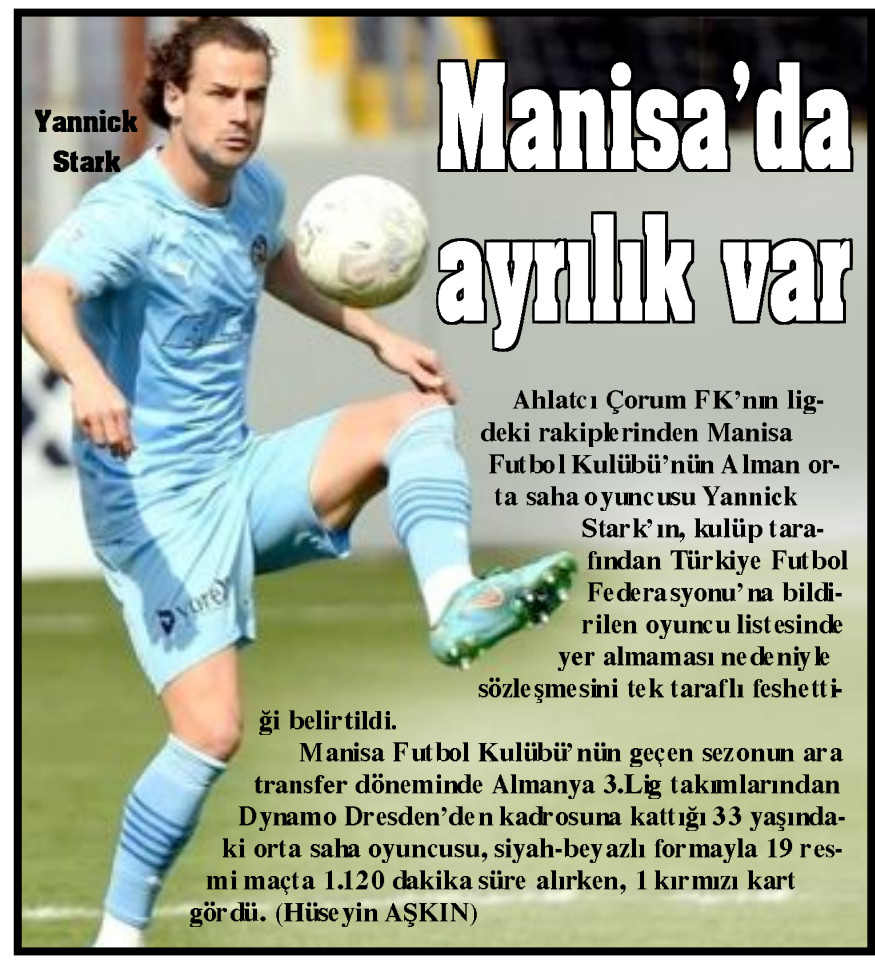 Yannick
Stark
Manisa'da
ayrılık var
Ahlatcı Çorum FK'nın lig-
deki rakiplerinden Manisa
Futbol Kulübü'nün Alman or-
ta saha oyuncusu Yannick
Stark'ın, kulüp tara-
fından Türkiye Futbol
Federasyonu'na bildi-
rilen oyuncu listesinde
yer almaması nedeniyle
sözleşmesini tek taraflı feshetti-
ği belirtildi.
Manisa Futbol Kulübü'nün geçen sezonun ara
transfer döneminde Almanya 3.Lig takımlarından
Dynamo Dresden'den kadrosuna kattığı 33 yaşında-
ki orta saha oyuncusu, siyah-beyazlı formayla 19 res-
mi maçta 1.120 dakika süre alırken, 1 kırmızı kart
gördü. (Hüseyin AŞKIN)